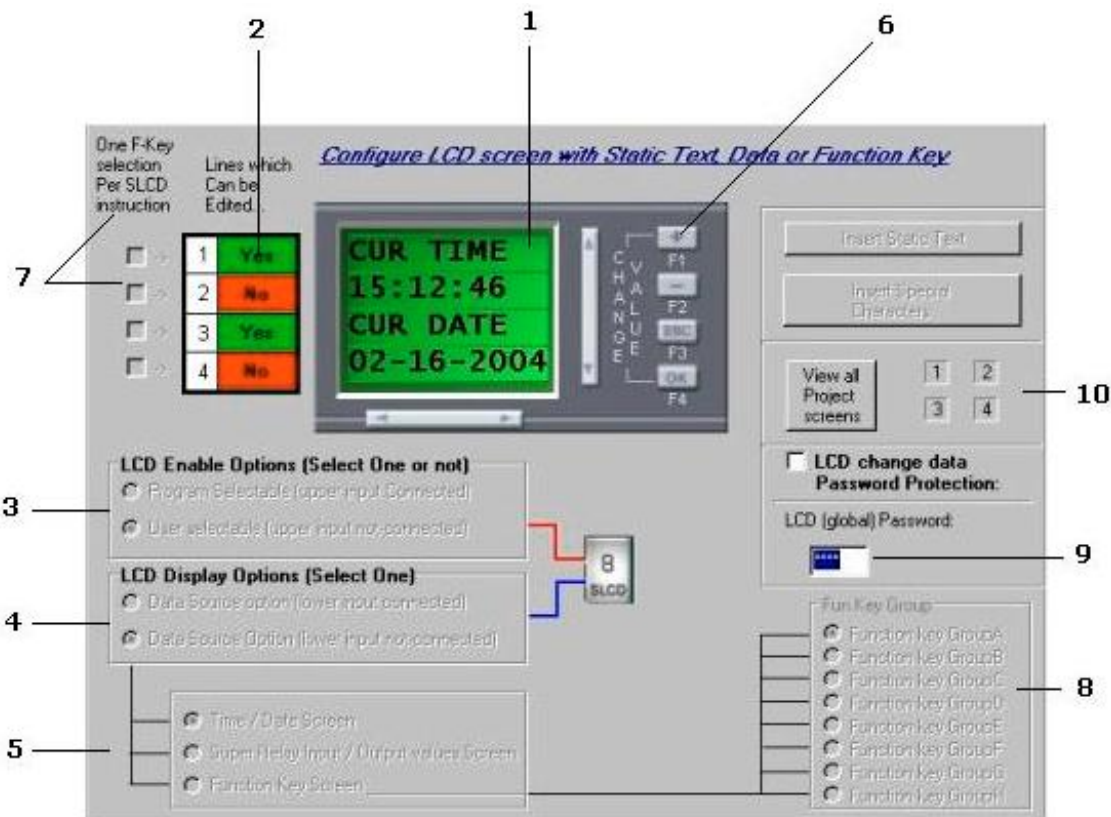 2
1
6
One F-Key
selection
Per SLCD
instruction
Lines which
Can be
Edited...
Configure LCD screen with Static Text, Data or Function Key
7
1 Yes
2 No
3 Yes
4 No
CUR TIME
15:12:46
CUR DATE
02-16-2004
CHANGE
VALUE
+
F1
-
F2
ESC
F3
OK
F4
Insert Static Text
Insert Special
Characters
View all
Project
screens
1 2
3 4
10
LCD change data
Password Protection:
LCD (global) Password:
****
9
3
LCD Enable Options (Select One or not)
Program Selectable (upper input Connected)
User selectable (upper input not-connected)
8
SLCD
4
LCD Display Options (Select One)
Data Source option (lower input connected)
Data Source Option (lower input not-connected)
5
Time / Date Screen
Super Relay Input / Output values Screen
Function Key Screen
Fun Key Group
Function key GroupA
Function key GroupB
Function key GroupC
Function key GroupD
Function key GroupE
Function key GroupF
Function key GroupG
Function key GroupH
8